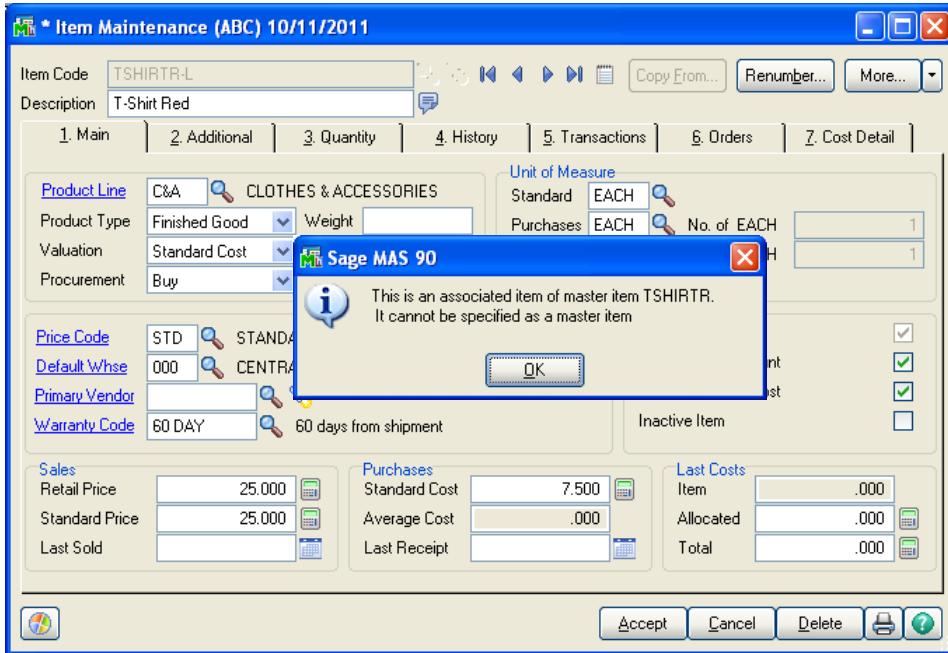 * Item Maintenance (ABC) 10/11/2011
Item Code TSHIRTR-L Copy From... Renumber... More...
Description T-Shirt Red
1. Main 2. Additional 3. Quantity 4. History 5. Transactions 6. Orders 7. Cost Detail
Unit of Measure
Product Line C&A CLOTHES & ACCESSORIES Standard EACH
Product Type Finished Good Weight Purchases EACH No. of EACH 1
Valuation Standard Cost H 1
Procurement Buy
Sage MAS 90
This is an associated item of master item TSHIRTR.
It cannot be specified as a master item
OK
Price Code STD STANDA
Default Whse 000 CENTRA nt
Primary Vendor st
Warranty Code 60 DAY 60 days from shipment Inactive Item
Sales Purchases Last Costs
Retail Price 25.000 Standard Cost 7.500 Item .000
Standard Price 25.000 Average Cost .000 Allocated .000
Last Sold Last Receipt Total .000
Accept Cancel Delete